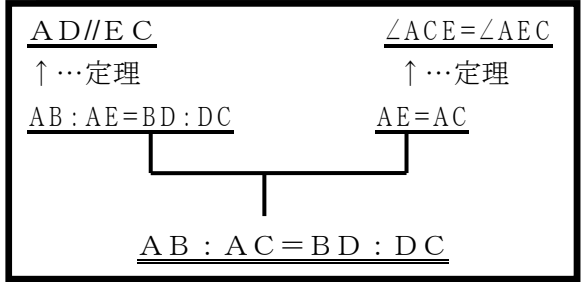 AD//EC ∠ACE=∠AEC
↑…定理 ↑…定理
AB:AE=BD:DC AE=AC
AB:AC=BD:DC